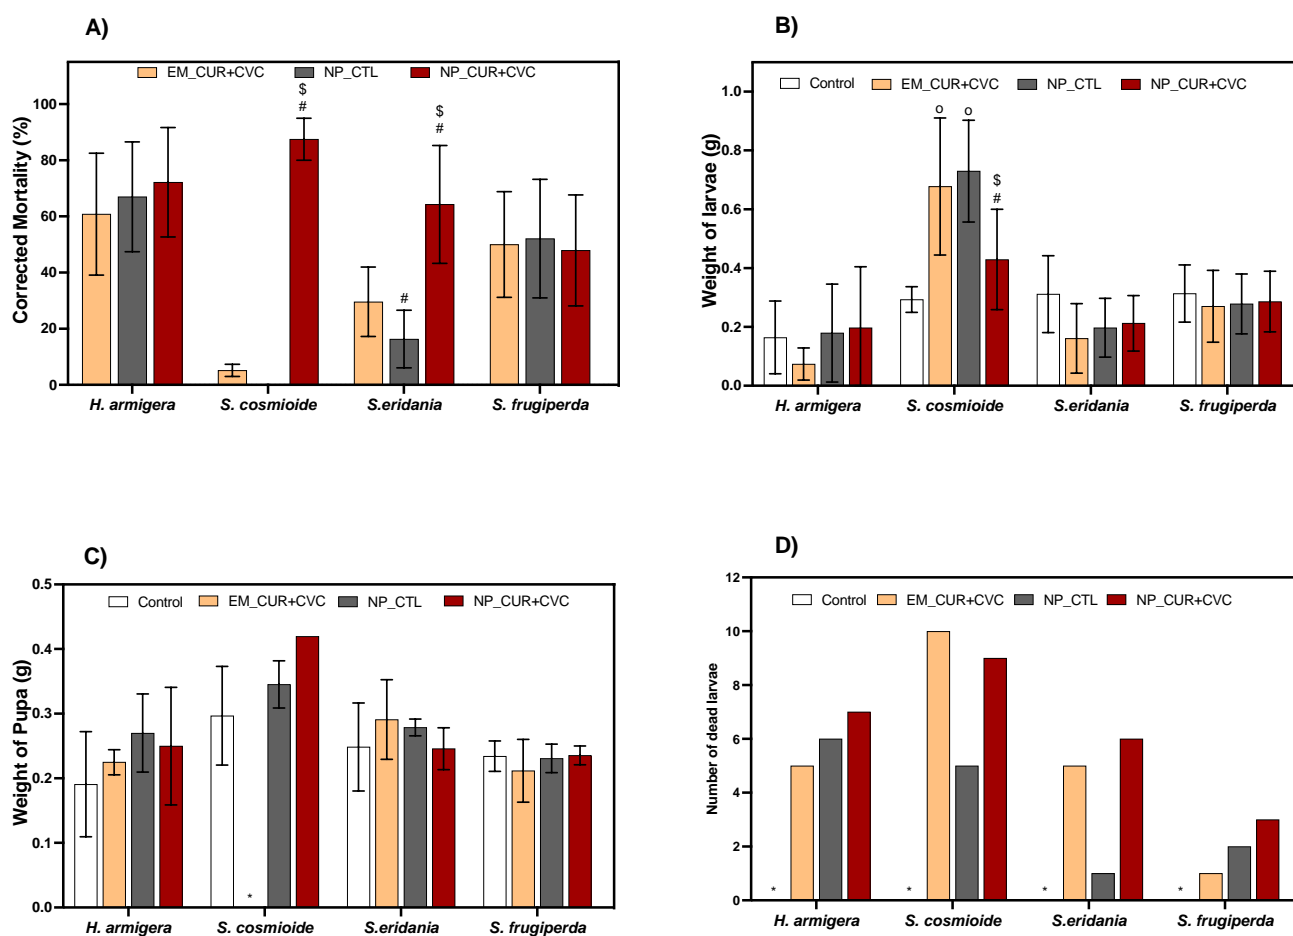 A)
EM_CUR+CVC NP_CTL NP_CUR+CVC
Corrected Mortality (%)
100
80
60
40
20
0
$
#
#
$
#
H. armigera S. cosmioide S.eridania S. frugiperda
B)
Control EM_CUR+CVC NP_CTL NP_CUR+CVC
Weight of larvae (g)
1.0
0.8
0.6
0.4
0.2
0.0
o o
$
#
H. armigera S. cosmioide S.eridania S. frugiperda
C)
Control EM_CUR+CVC NP_CTL NP_CUR+CVC
Weight of Pupa (g)
0.5
0.4
0.3
0.2
0.1
0.0
*
H. armigera S. cosmioide S.eridania S. frugiperda
D)
Control EM_CUR+CVC NP_CTL NP_CUR+CVC
Number of dead larvae
12
10
8
6
4
2
0
* * * *
H. armigera S. cosmioide S.eridania S. frugiperda